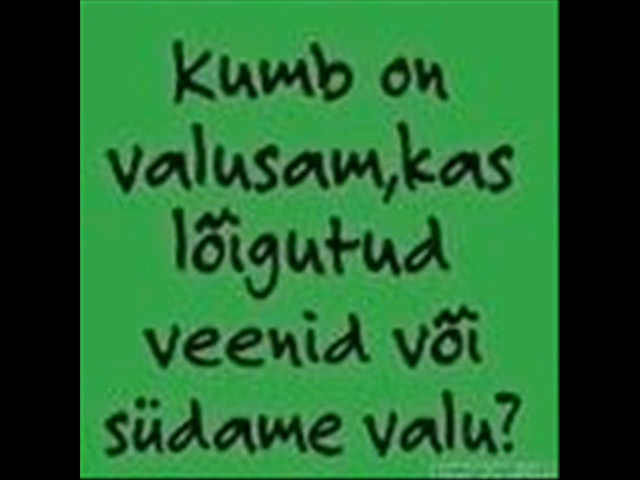 Kumb on
valusam,kas
lõigutud
veenid või
südame valu?